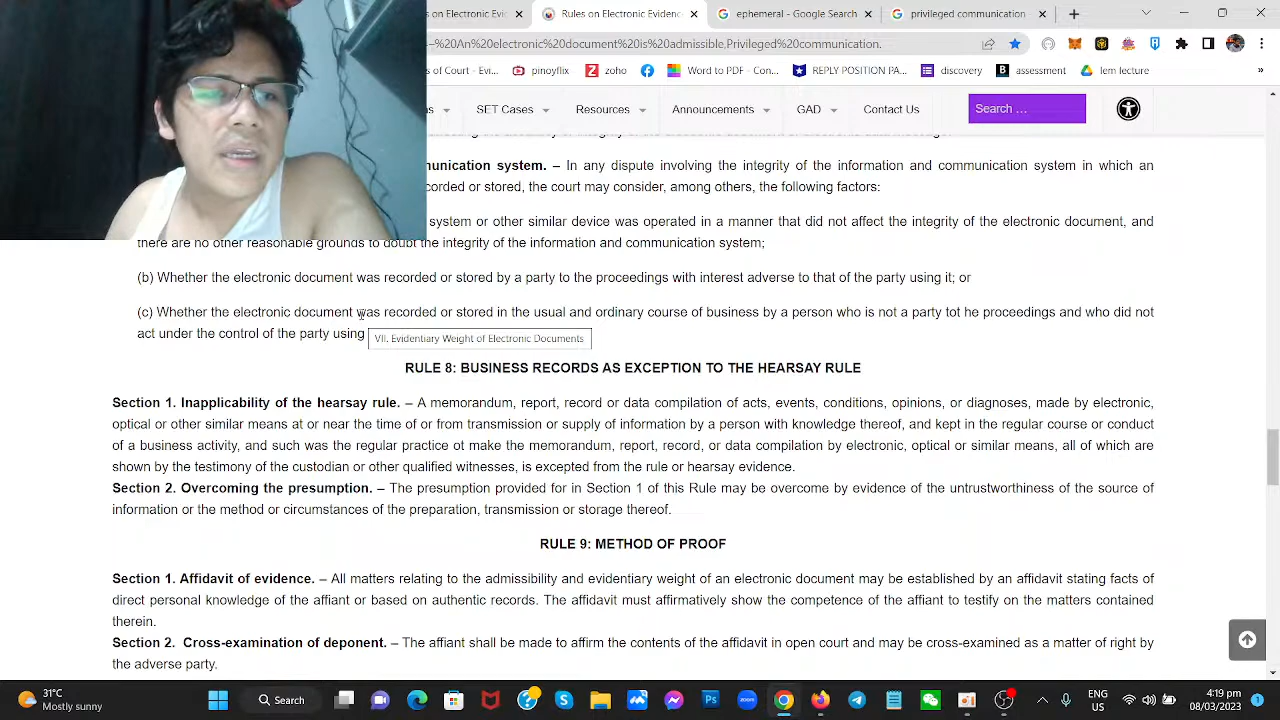 s on Electronic Evic
Rules on Electronic Evidenc
ephemeral - Google Search
privileged communication
~%20An%20electronic%20document%20is%20admissible,Privileged%20communication.
s of Court - Evi...
pinoyflix
zoho
Word to PDF - Con...
REPLY POSITION PA...
discovery
assessment
lem lecture
ns
SET Cases
Resources
Announcements
GAD
Contact Us
Search …
nunication system. – In any dispute involving the integrity of the information and communication system in which an
corded or stored, the court may consider, among others, the following factors:
system or other similar device was operated in a manner that did not affect the integrity of the electronic document, and
there are no other reasonable grounds to doubt the integrity of the information and communication system;
(b) Whether the electronic document was recorded or stored by a party to the proceedings with interest adverse to that of the party using it; or
(c) Whether the electronic document was recorded or stored in the usual and ordinary course of business by a person who is not a party tot he proceedings and who did not
act under the control of the party using
VII. Evidentiary Weight of Electronic Documents
RULE 8: BUSINESS RECORDS AS EXCEPTION TO THE HEARSAY RULE
Section 1. Inapplicability of the hearsay rule. – A memorandum, report, record or data compilation of acts, events, conditions, opinions, or diagnoses, made by electronic,
optical or other similar means at or near the time of or from transmission or supply of information by a person with knowledge thereof, and kept in the regular course or conduct
of a business activity, and such was the regular practice ot make the memorandum, report, record, or data compilation by electronic, optical or similar means, all of which are
shown by the testimony of the custodian or other qualified witnesses, is excepted from the rule or hearsay evidence.
Section 2. Overcoming the presumption. – The presumption provided for in Section 1 of this Rule may be overcome by evidence of the untrustworthiness of the source of
information or the method or circumstances of the preparation, transmission or storage thereof.
RULE 9: METHOD OF PROOF
Section 1. Affidavit of evidence. – All matters relating to the admissibility and evidentiary weight of an electronic document may be established by an affidavit stating facts of
direct personal knowledge of the affiant or based on authentic records. The affidavit must affirmatively show the competence of the affiant to testify on the matters contained
therein.
Section 2. Cross-examination of deponent. – The affiant shall be made to affirm the contents of the affidavit in open court and may be cross-examined as a matter of right by
the adverse party.
31°C
Mostly sunny
Search
ENG
US
4:19 pm
08/03/2023